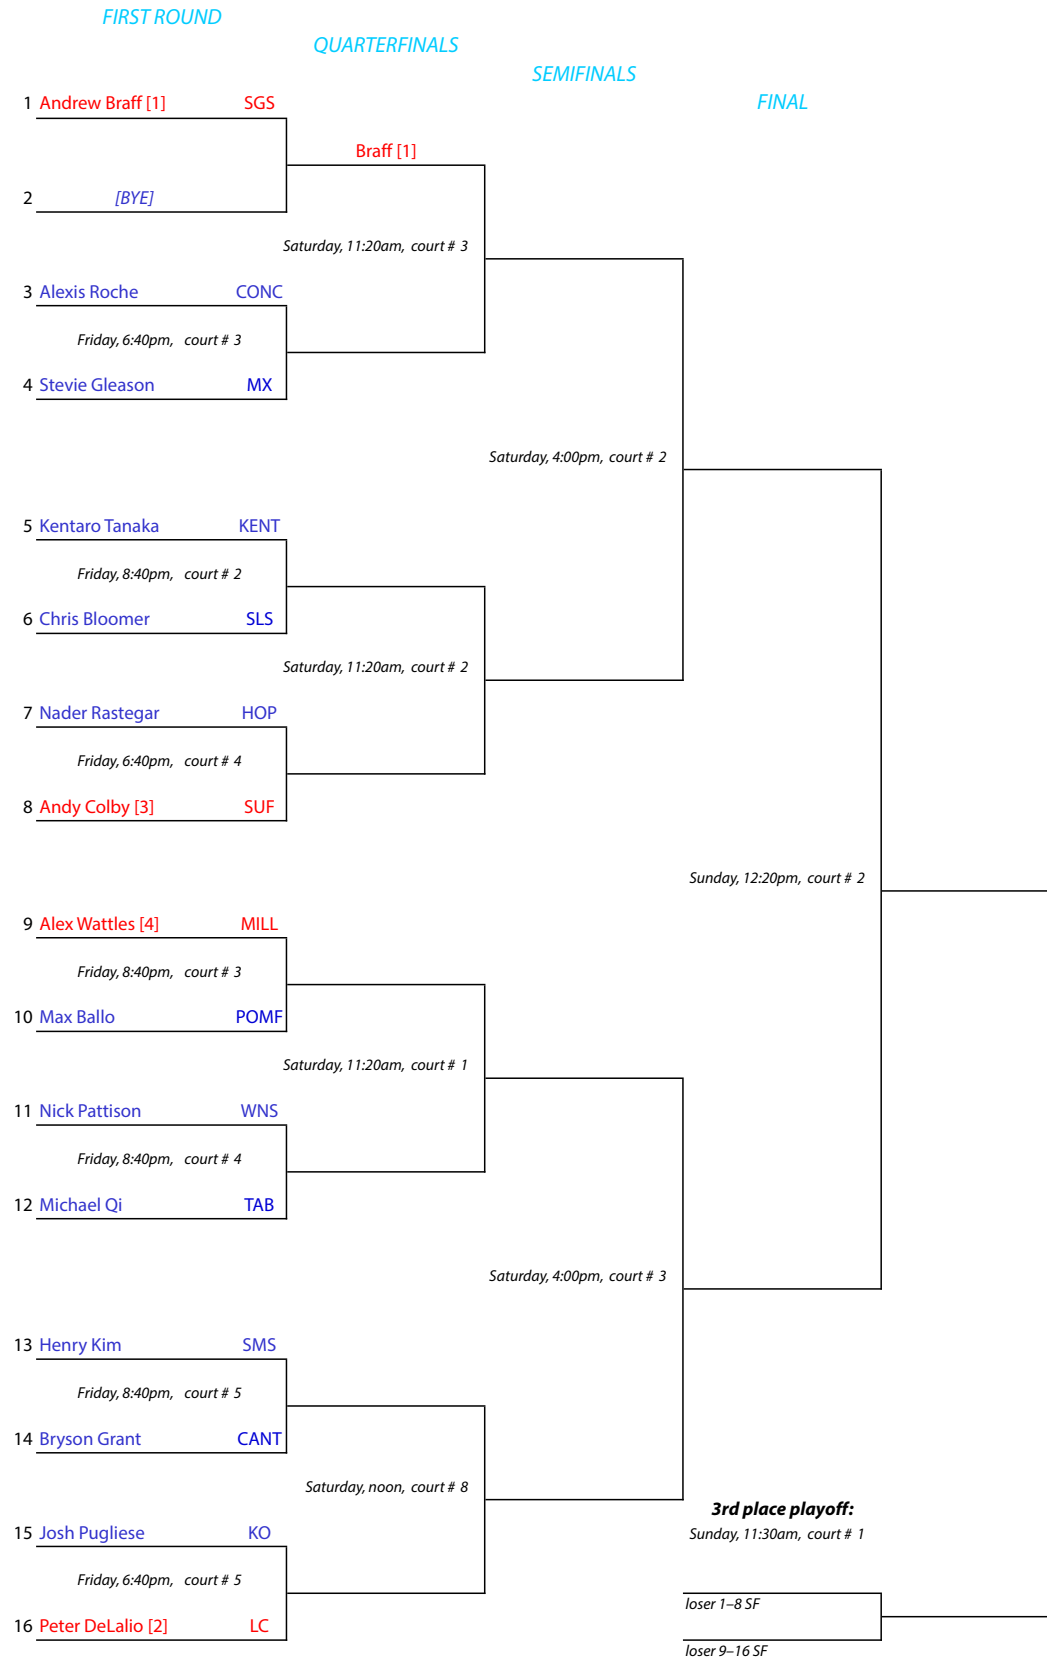 FIRST ROUND
QUARTERFINALS
SEMIFINALS
FINAL
1 Andrew Braff [1] SGS
Braff [1]
2 [BYE]
Saturday, 11:20am, court # 3
3 Alexis Roche CONC
Friday, 6:40pm, court # 3
4 Stevie Gleason MX
Saturday, 4:00pm, court # 2
5 Kentaro Tanaka KENT
Friday, 8:40pm, court # 2
6 Chris Bloomer SLS
Saturday, 11:20am, court # 2
7 Nader Rastegar HOP
Friday, 6:40pm, court # 4
8 Andy Colby [3] SUF
Sunday, 12:20pm, court # 2
9 Alex Wattles [4] MILL
Friday, 8:40pm, court # 3
10 Max Ballo POMF
Saturday, 11:20am, court # 1
11 Nick Pattison WNS
Friday, 8:40pm, court # 4
12 Michael Qi TAB
Saturday, 4:00pm, court # 3
13 Henry Kim SMS
Friday, 8:40pm, court # 5
14 Bryson Grant CANT
Saturday, noon, court # 8
3rd place playoff:
15 Josh Pugliese KO
Sunday, 11:30am, court # 1
Friday, 6:40pm, court # 5
loser 1–8 SF
16 Peter DeLalio [2] LC
loser 9–16 SF